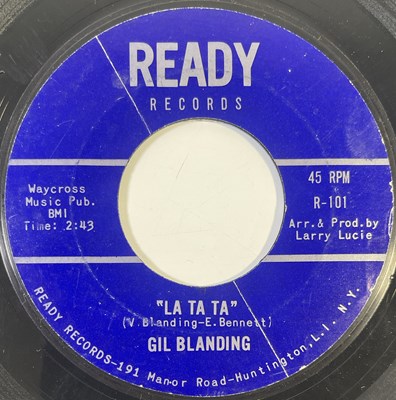 READY
RECORDS
Waycross
Music Pub.
BMI
Time: 2:43
45 RPM
R-101
Arr. & Prod. by
Larry Lucie
"LA TA TA"
(V. Blanding-E. Bennett)
GIL BLANDING
READY RECORDS-191 Manor Road-Huntington, L.I. N.Y.